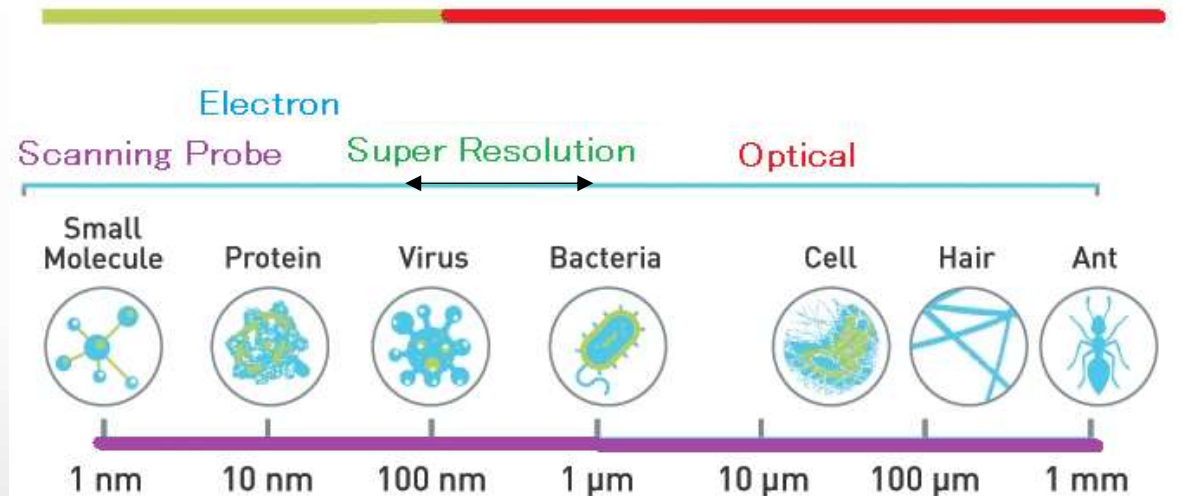 Electron
Scanning Probe Super Resolution Optical
Small
Molecule Protein Virus Bacteria Cell Hair Ant
1 nm 10 nm 100 nm 1 µm 10 µm 100 µm 1 mm